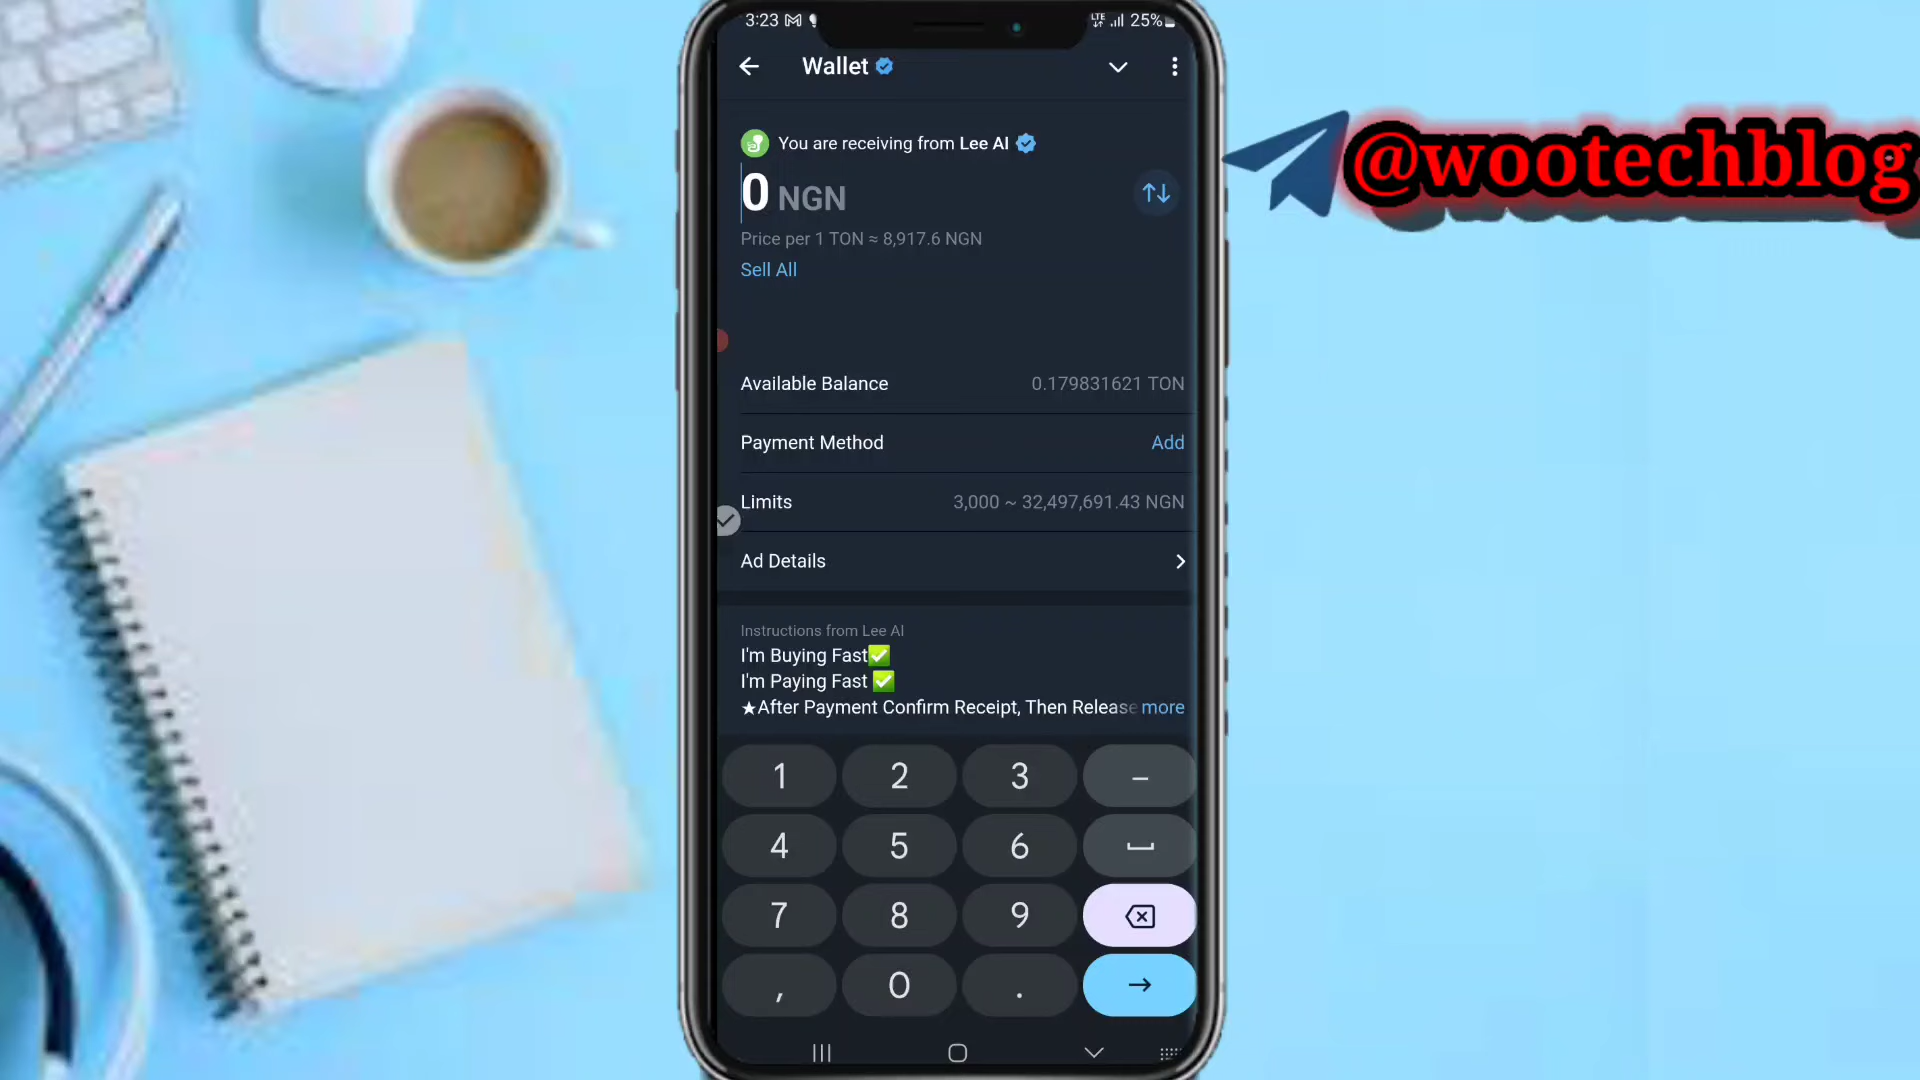 3:23
LTE 25%
Wallet
@wootechblog
You are receiving from Lee AI
0 NGN
Price per 1 TON ≈ 8,917.6 NGN
Sell All
Available Balance 0.179831621 TON
Payment Method Add
Limits 3,000 ~ 32,497,691.43 NGN
Ad Details
Instructions from Lee AI
I'm Buying Fast✅
I'm Paying Fast ✅
★After Payment Confirm Receipt, Then Release more
1 2 3 –
4 5 6
7 8 9
, 0 .